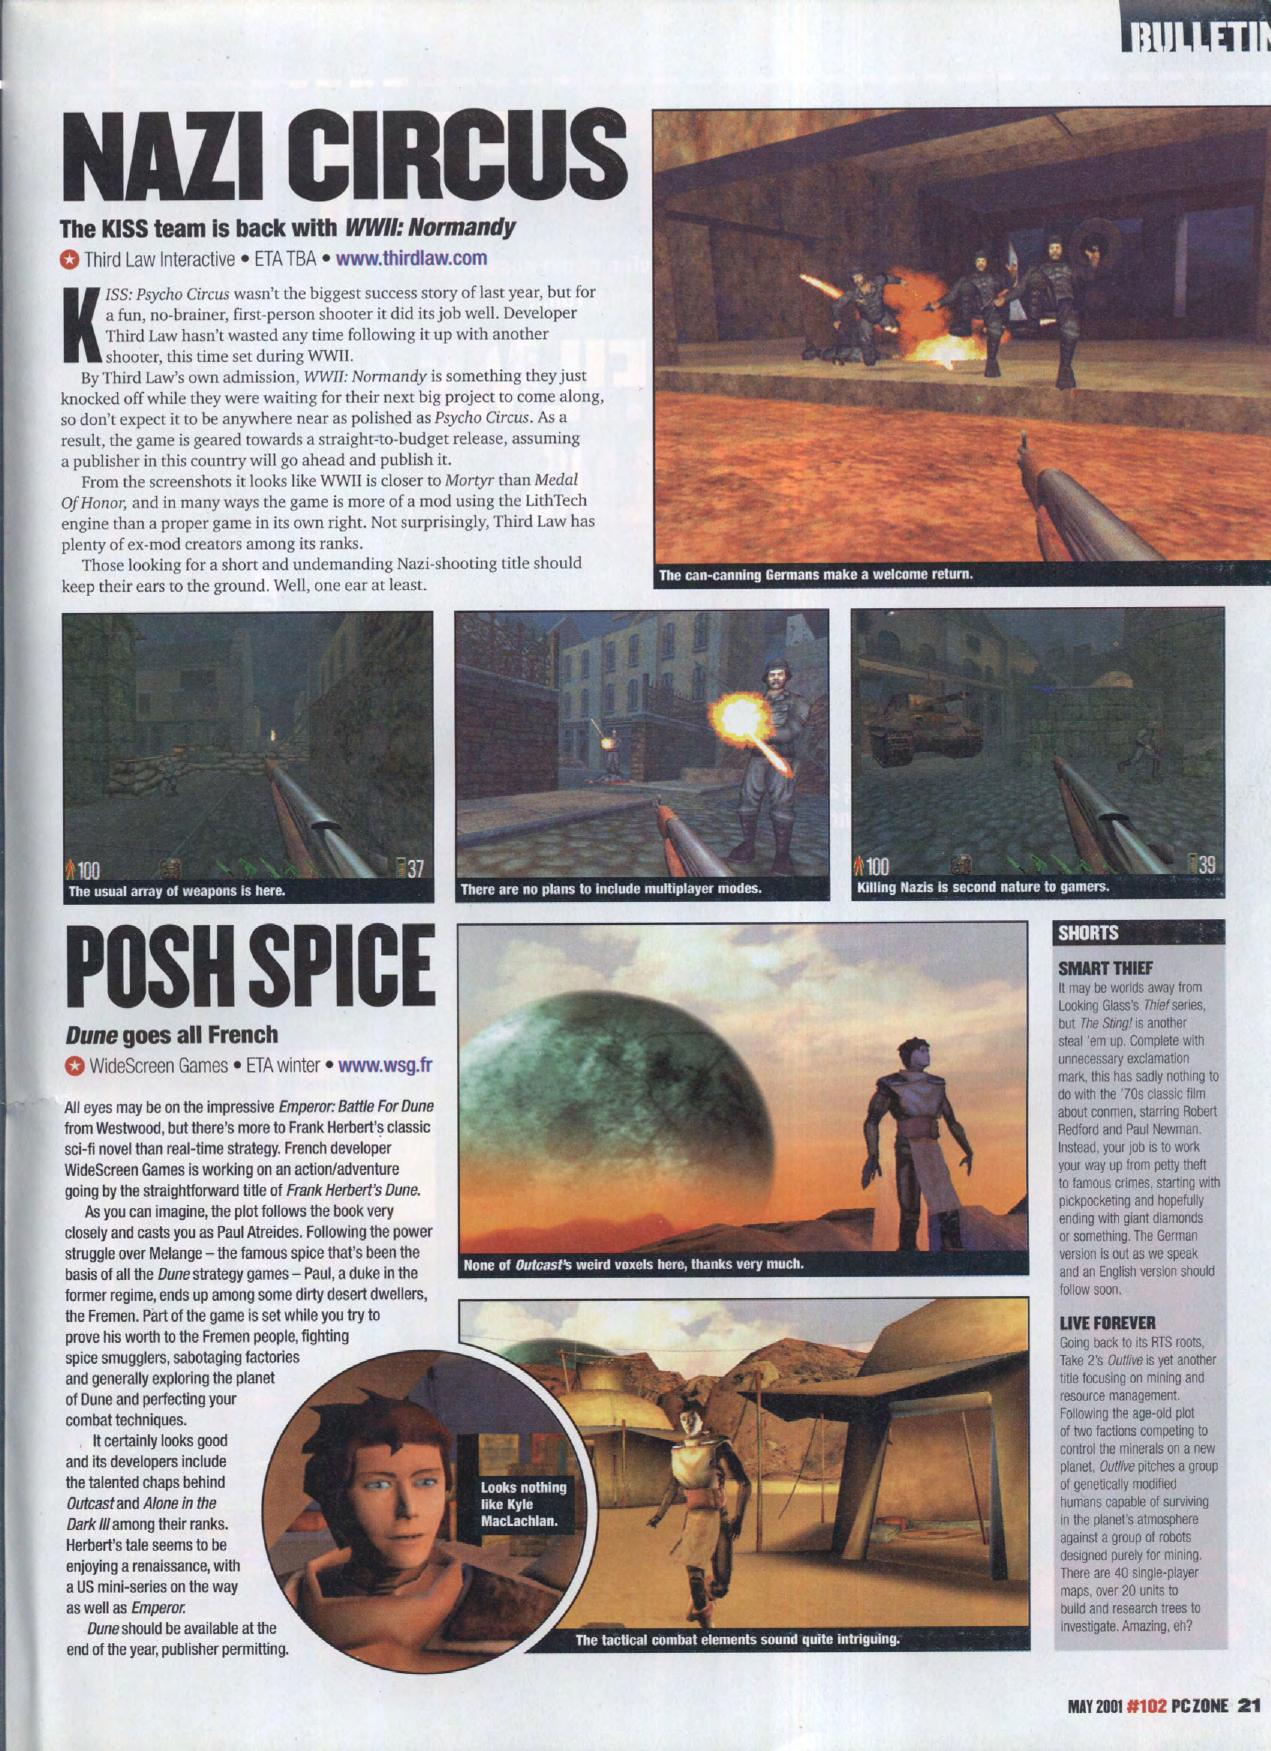 BULLETIN
NAZI CIRCUS
The KISS team is back with WWII: Normandy
Third Law Interactive • ETA TBA • www.thirdlaw.com
KISS: Psycho Circus wasn't the biggest success story of last year, but for
a fun, no-brainer, first-person shooter it did its job well. Developer
Third Law hasn't wasted any time following it up with another
shooter, this time set during WWII.
By Third Law's own admission, WWII: Normandy is something they just
knocked off while they were waiting for their next big project to come along,
so don't expect it to be anywhere near as polished as Psycho Circus. As a
result, the game is geared towards a straight-to-budget release, assuming
a publisher in this country will go ahead and publish it.
From the screenshots it looks like WWII is closer to Mortyr than Medal
Of Honor, and in many ways the game is more of a mod using the LithTech
engine than a proper game in its own right. Not surprisingly, Third Law has
plenty of ex-mod creators among its ranks.
Those looking for a short and undemanding Nazi-shooting title should
keep their ears to the ground. Well, one ear at least.
The can-canning Germans make a welcome return.
100
37
The usual array of weapons is here.
There are no plans to include multiplayer modes.
100
39
Killing Nazis is second nature to gamers.
POSH SPICE
Dune goes all French
WideScreen Games • ETA winter • www.wsg.fr
All eyes may be on the impressive Emperor: Battle For Dune
from Westwood, but there's more to Frank Herbert's classic
sci-fi novel than real-time strategy. French developer
WideScreen Games is working on an action/adventure
going by the straightforward title of Frank Herbert's Dune.
As you can imagine, the plot follows the book very
closely and casts you as Paul Atreides. Following the power
struggle over Melange – the famous spice that's been the
basis of all the Dune strategy games – Paul, a duke in the
former regime, ends up among some dirty desert dwellers,
the Fremen. Part of the game is set while you try to
prove his worth to the Fremen people, fighting
spice smugglers, sabotaging factories
and generally exploring the planet
of Dune and perfecting your
combat techniques.
It certainly looks good
and its developers include
the talented chaps behind
Outcast and Alone in the
Dark III among their ranks.
Herbert's tale seems to be
enjoying a renaissance, with
a US mini-series on the way
as well as Emperor.
Dune should be available at the
end of the year, publisher permitting.
None of Outcast's weird voxels here, thanks very much.
Looks nothing
like Kyle
MacLachlan.
The tactical combat elements sound quite intriguing.
SHORTS
SMART THIEF
It may be worlds away from
Looking Glass's Thief series,
but The Sting! is another
steal 'em up. Complete with
unnecessary exclamation
mark, this has sadly nothing to
do with the '70s classic film
about conmen, starring Robert
Redford and Paul Newman.
Instead, your job is to work
your way up from petty theft
to famous crimes, starting with
pickpocketing and hopefully
ending with giant diamonds
or something. The German
version is out as we speak
and an English version should
follow soon.
LIVE FOREVER
Going back to its RTS roots,
Take 2's Outlive is yet another
title focusing on mining and
resource management.
Following the age-old plot
of two factions competing to
control the minerals on a new
planet, Outlive pitches a group
of genetically modified
humans capable of surviving
in the planet's atmosphere
against a group of robots
designed purely for mining.
There are 40 single-player
maps, over 20 units to
build and research trees to
investigate. Amazing, eh?
MAY 2001 #102 PC ZONE 21